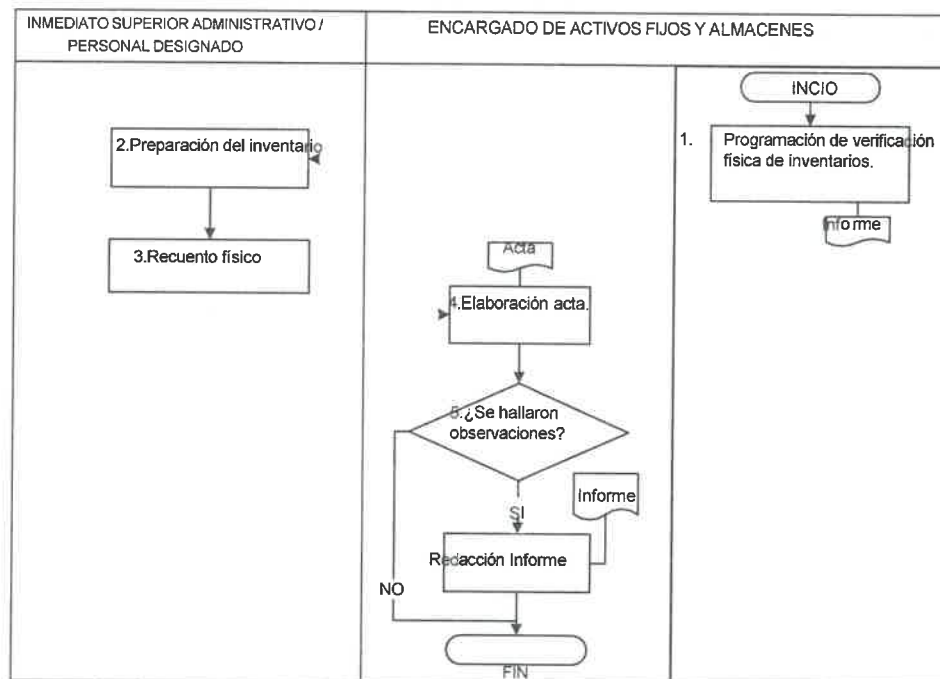 INMEDIATO SUPERIOR ADMINISTRATIVO /
PERSONAL DESIGNADO
ENCARGADO DE ACTIVOS FIJOS Y ALMACENES
INCIO
1. Programación de verificación
física de inventarios.
Informe
2.Preparación del inventario
3.Recuento físico
Acta
4.Elaboración acta.
5.¿Se hallaron
observaciones?
SI
Informe
Redacción Informe
NO
FIN